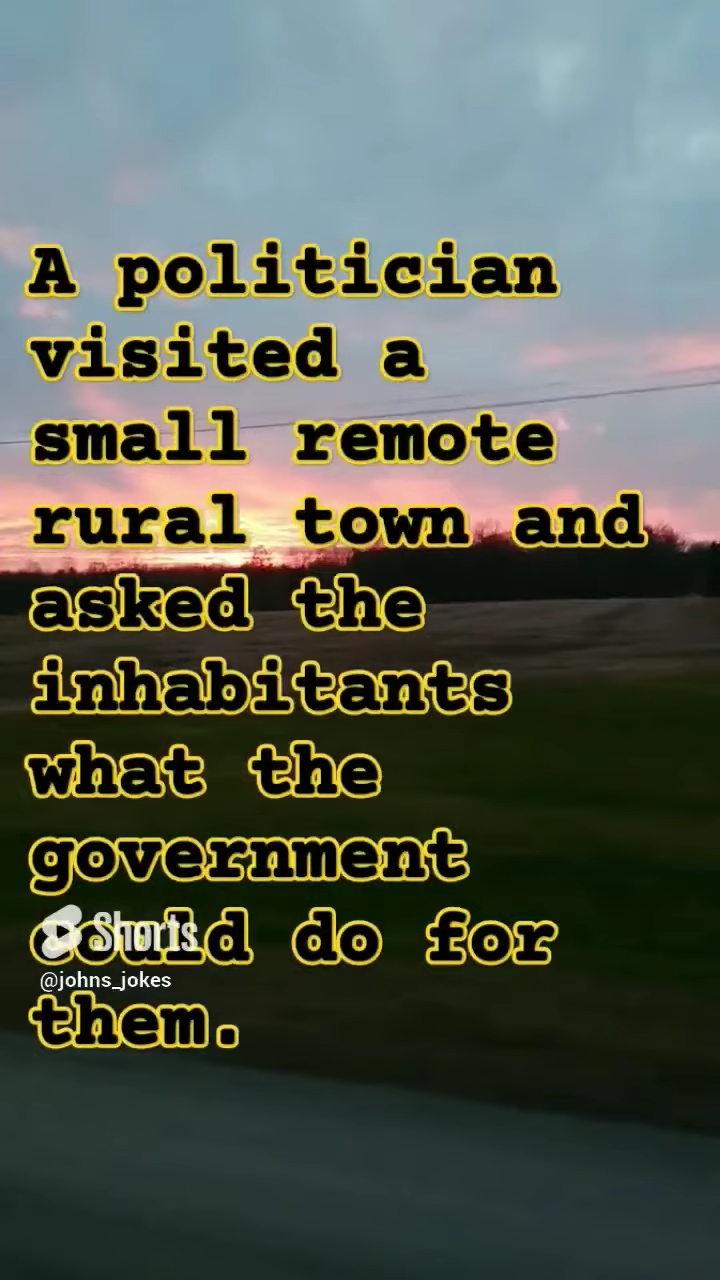 A politician
visited a
small remote
rural town and
asked the
inhabitants
what the
government
could do for
Shorts
@johns_jokes
them.